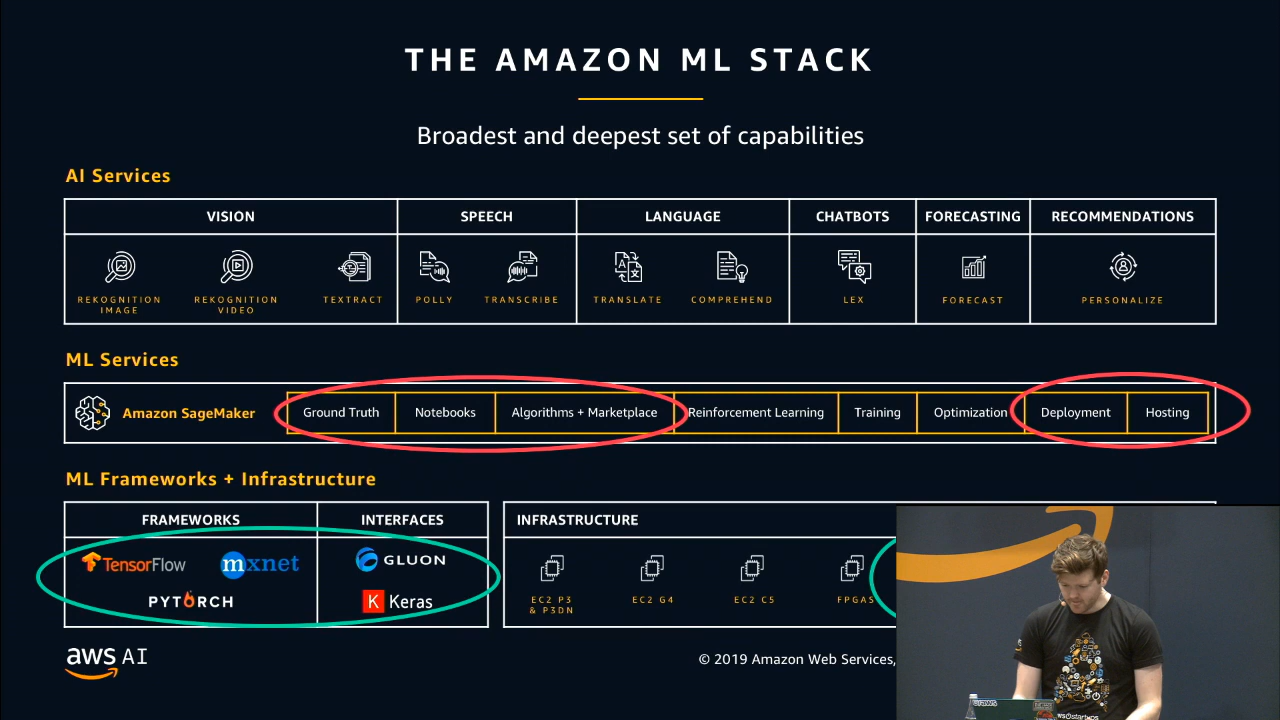 THE AMAZON ML STACK
Broadest and deepest set of capabilities
AI Services
VISION SPEECH LANGUAGE CHATBOTS FORECASTING RECOMMENDATIONS
REKOGNITION IMAGE REKOGNITION VIDEO TEXTRACT POLLY TRANSCRIBE TRANSLATE COMPREHEND LEX FORECAST PERSONALIZE
ML Services
Amazon SageMaker Ground Truth Notebooks Algorithms + Marketplace Reinforcement Learning Training Optimization Deployment Hosting
ML Frameworks + Infrastructure
FRAMEWORKS INTERFACES INFRASTRUCTURE
TensorFlow mxnet GLUON
PYTORCH K Keras
EC2 P3 & P3DN EC2 G4 EC2 C5 FPGAS
aws AI
© 2019 Amazon Web Services,